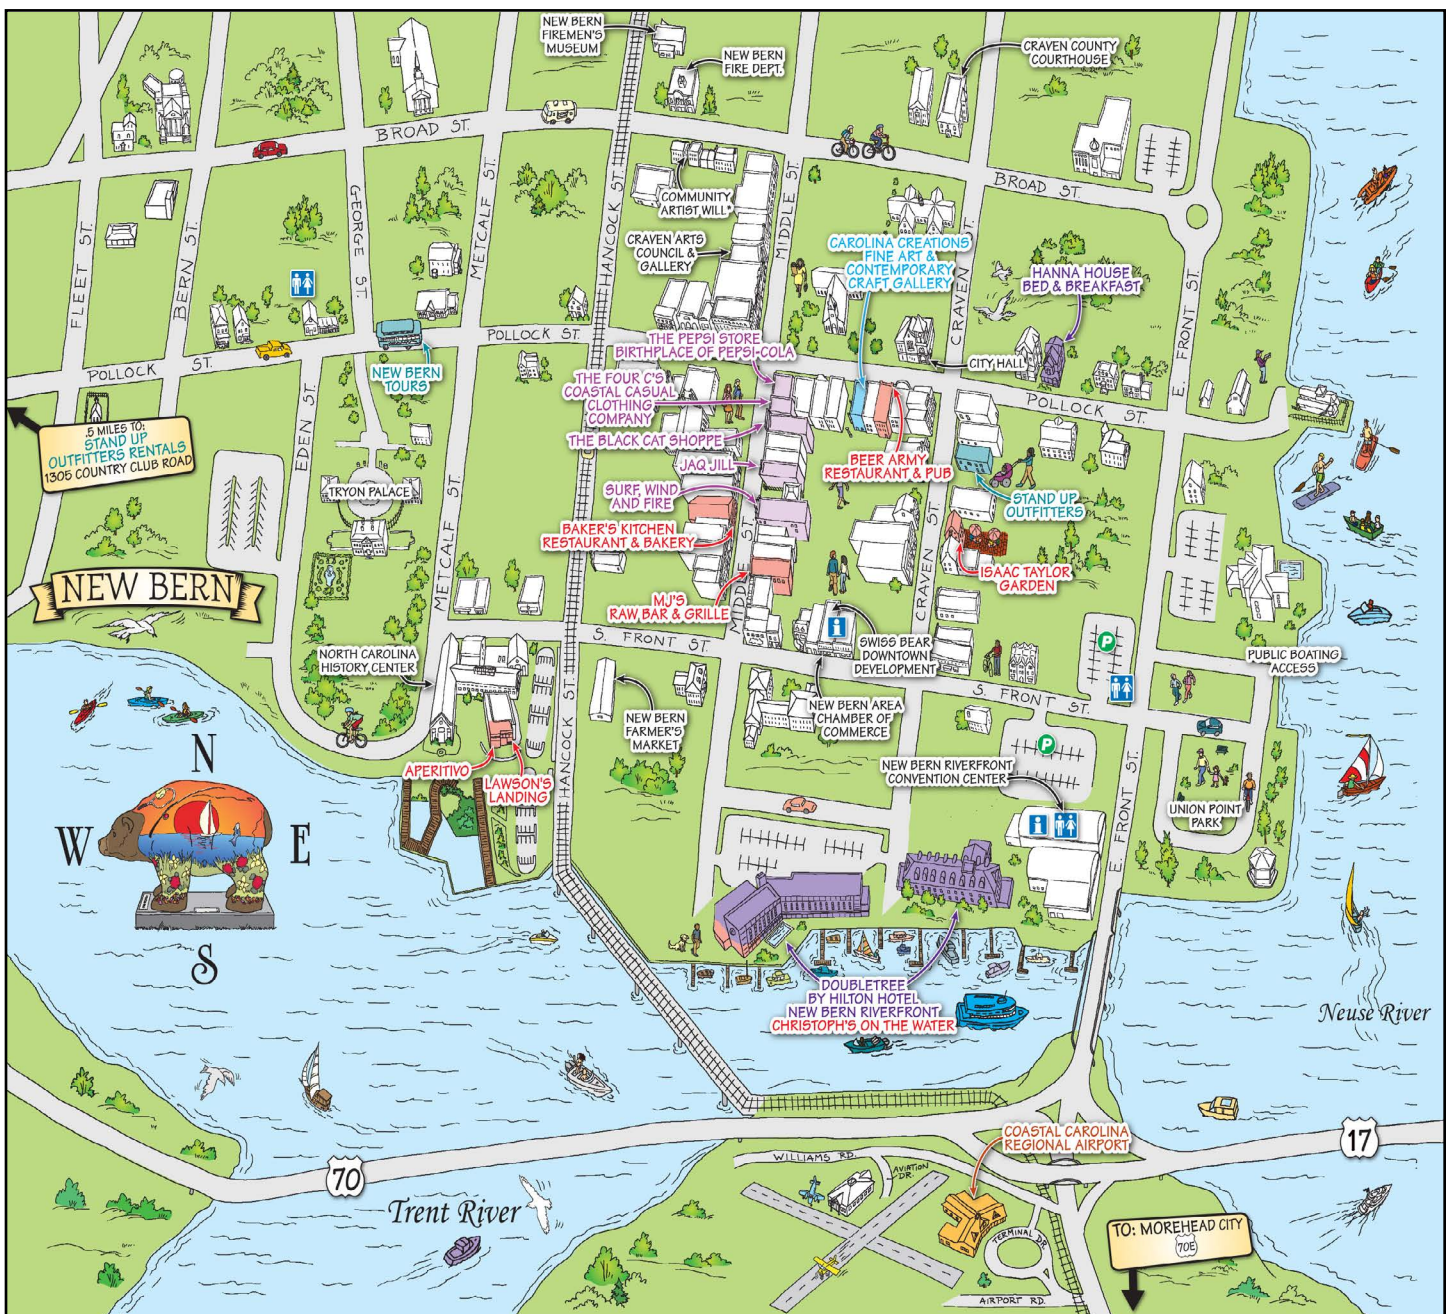 NEW BERN
FIREMEN'S
MUSEUM
NEW BERN
FIRE DEPT.
CRAVEN COUNTY
COURTHOUSE
BROAD ST.
BROAD ST.
COMMUNITY
ARTIST WILL*
CRAVEN ARTS
COUNCIL &
GALLERY
CAROLINA CREATIONS
FINE ART &
CONTEMPORARY
CRAFT GALLERY
HANNA HOUSE
BED & BREAKFAST
FLEET ST.
BERN ST.
GEORGE ST.
METCALF ST.
HANCOCK ST.
MIDDLE ST.
CRAVEN ST.
E. FRONT ST.
POLLOCK ST.
POLLOCK ST.
NEW BERN
TOURS
THE PEPSI STORE
BIRTHPLACE OF PEPSI-COLA
CITY HALL
POLLOCK ST.
THE FOUR C'S
COASTAL CASUAL
CLOTHING
COMPANY
THE BLACK CAT SHOPPE
JAQ JILL
SURF, WIND
AND FIRE
BEER ARMY
RESTAURANT & PUB
STAND UP
OUTFITTERS
.5 MILES TO:
STAND UP
OUTFITTERS RENTALS
1305 COUNTRY CLUB ROAD
EDEN ST.
TRYON PALACE
METCALF ST.
BAKER'S KITCHEN
RESTAURANT & BAKERY
MIDDLE ST.
CRAVEN ST.
ISAAC TAYLOR
GARDEN
NEW BERN
MJ'S
RAW BAR & GRILLE
S. FRONT ST.
i
SWISS BEAR
DOWNTOWN
DEVELOPMENT
P
PUBLIC BOATING
ACCESS
NORTH CAROLINA
HISTORY CENTER
S. FRONT ST.
NEW BERN
FARMER'S
MARKET
NEW BERN AREA
CHAMBER OF
COMMERCE
P
HANCOCK ST.
APERITIVO
LAWSON'S
LANDING
NEW BERN RIVERFRONT
CONVENTION CENTER
i
E. FRONT ST.
UNION POINT
PARK
N
W
E
S
DOUBLETREE
BY HILTON HOTEL
NEW BERN RIVERFRONT
CHRISTOPH'S ON THE WATER
Neuse River
COASTAL CAROLINA
REGIONAL AIRPORT
17
70
WILLIAMS RD.
AVIATION
DR.
Trent River
TERMINAL DR.
TO: MOREHEAD CITY
70E
AIRPORT RD.